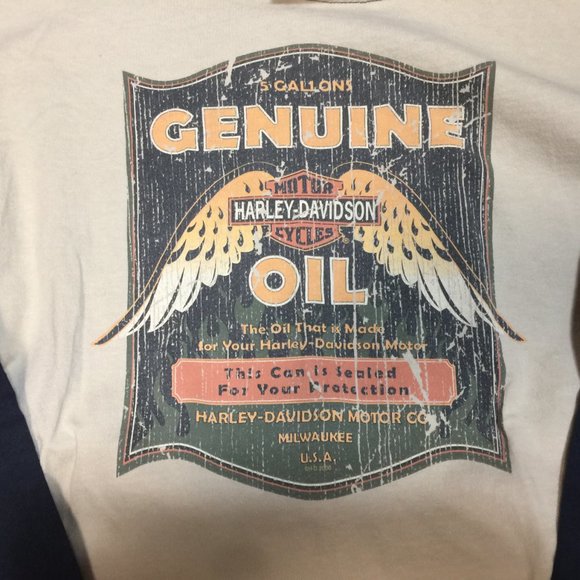 5 GALLONS
GENUINE
MOTOR
HARLEY-DAVIDSON
CYCLES
®
OIL
The Oil That is Made
for Your Harley-Davidson Motor
This Can is Sealed
For Your Protection
HARLEY-DAVIDSON MOTOR CO.
MILWAUKEE
U.S.A.